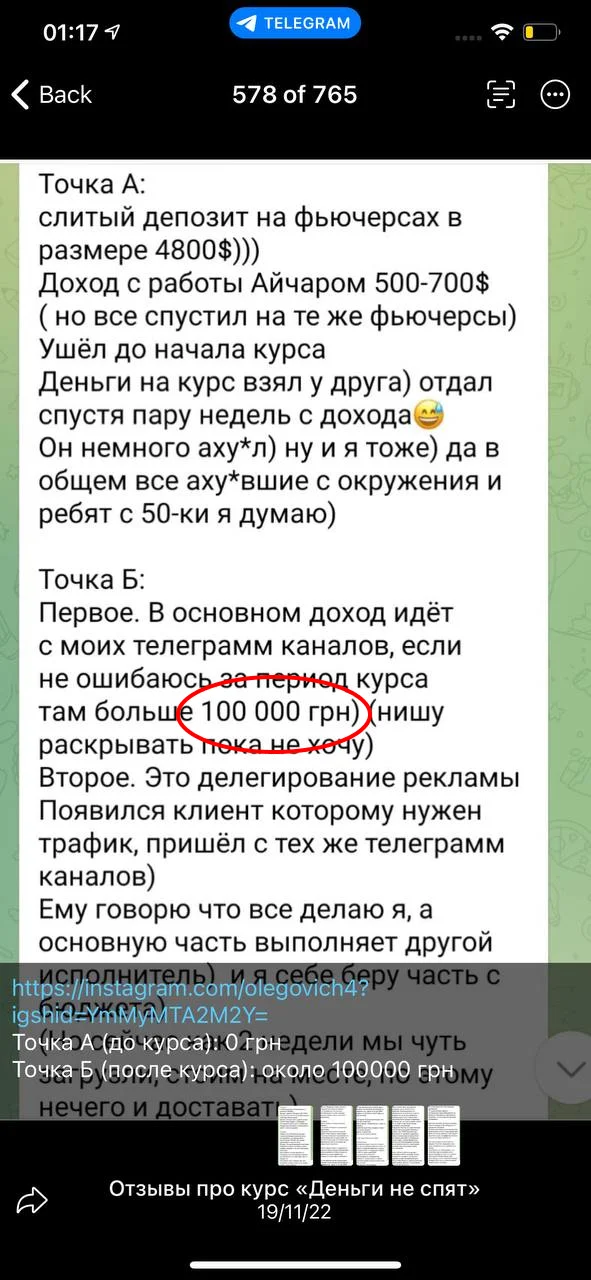 01:17
TELEGRAM
Back
578 of 765
Точка А:
слитый депозит на фьючерсах в
размере 4800$)))
Доход с работы Айчаром 500-700$
( но все спустил на те же фьючерсы)
Ушёл до начала курса
Деньги на курс взял у друга) отдал
спустя пару недель с дохода😅
Он немного аху*л) ну и я тоже) да в
общем все аху*вшие с окружения и
ребят с 50-ки я думаю)
Точка Б:
Первое. В основном доход идёт
с моих телеграмм каналов, если
не ошибаюсь за период курса
там больше 100 000 грн) (нишу
раскрывать пока не хочу)
Второе. Это делегирование рекламы
Появился клиент которому нужен
трафик, пришёл с тех же телеграмм
каналов)
Ему говорю что все делаю я, а
основную часть выполняет другой
исполнитель) и я себе беру часть с
бюджета)
https://instagram.com/olegovich4?
igshid=YmMyMTA2M2Y=
(Но сейчас как 2 недели мы чуть
Точка А (до курса): 0 грн
Точка Б (после курса): около 100000 грн
нечего и доставать)
Отзывы про курс «Деньги не спят»
19/11/22